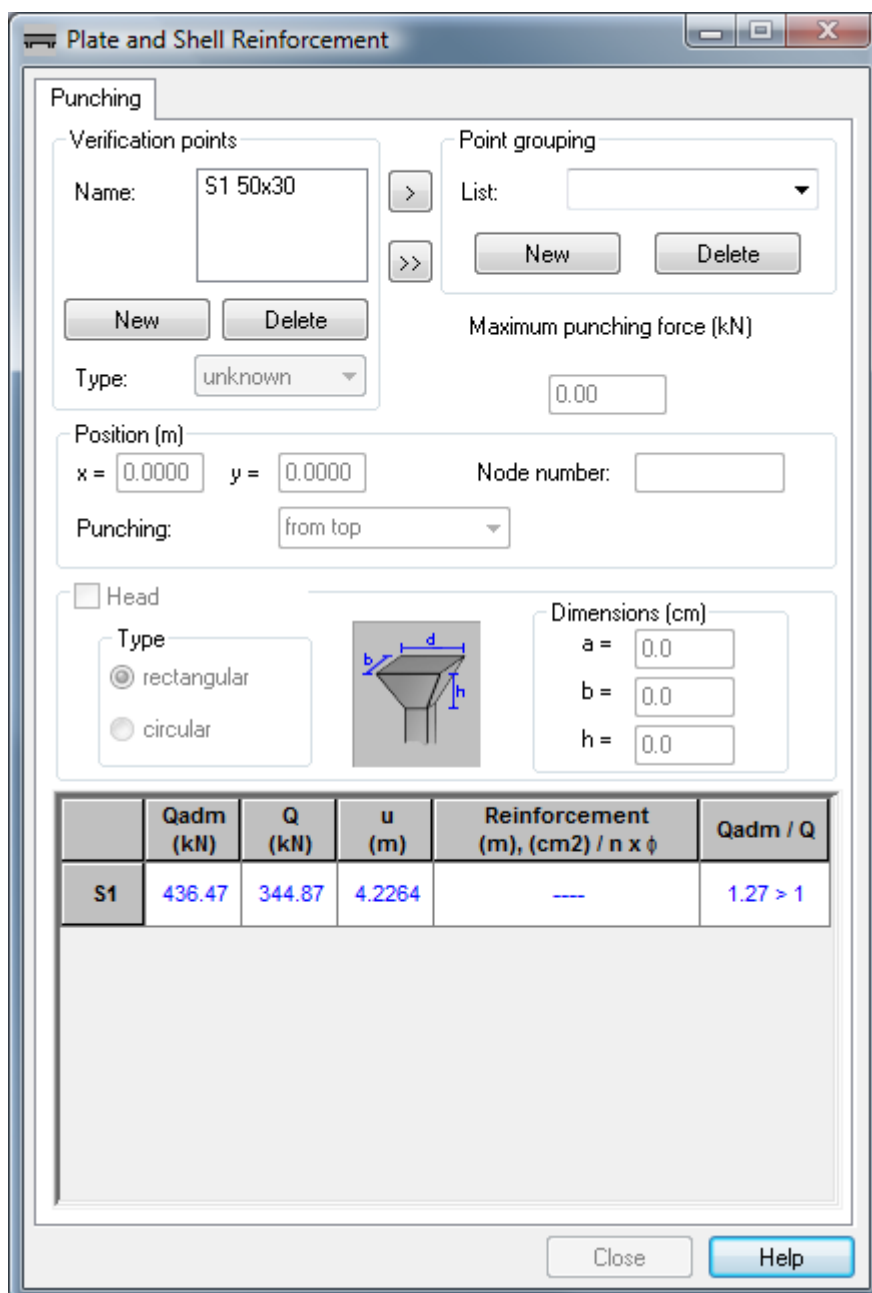 Plate and Shell Reinforcement
Punching
Verification points
Name:
S1 50x30
>
>>
New
Delete
Type:
unknown
Point grouping
List:
New
Delete
Maximum punching force (kN)
0.00
Position (m)
x = 0.0000 y = 0.0000
Node number:
Punching:
from top
Head
Type
rectangular
circular
b
d
h
Dimensions (cm)
a = 0.0
b = 0.0
h = 0.0
Qadm (kN) Q (kN) u (m) Reinforcement (m), (cm2) / n x ϕ Qadm / Q
S1 436.47 344.87 4.2264 ---- 1.27 > 1
Close
Help